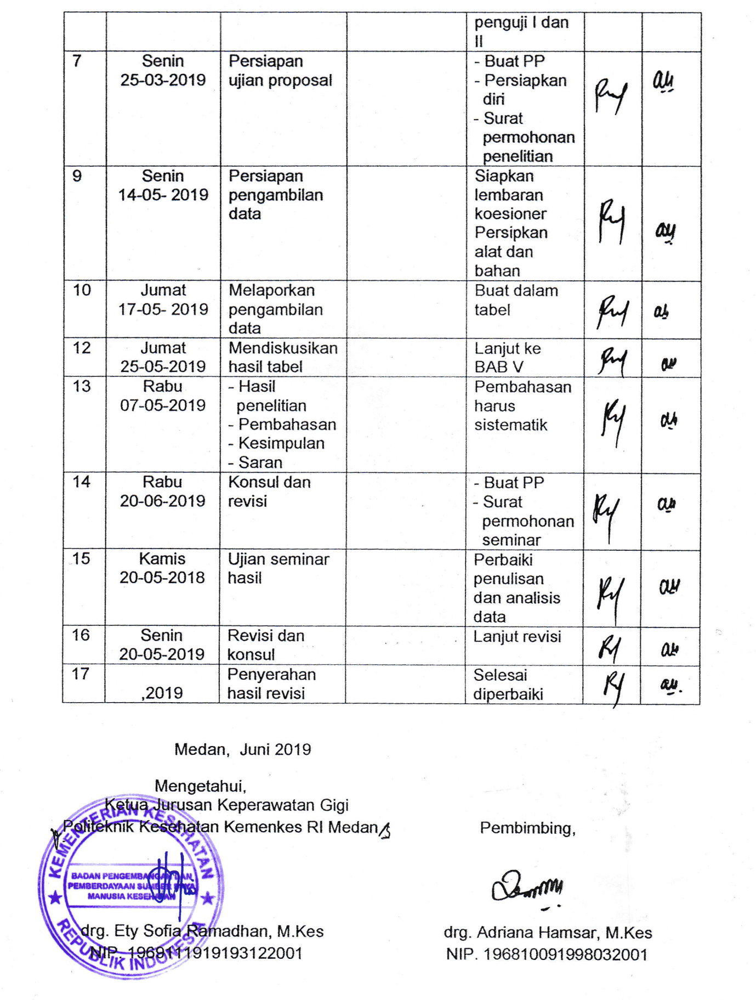 penguji I dan
II
7
Senin
25-03-2019
Persiapan
ujian proposal
- Buat PP
- Persiapkan
diri
- Surat
permohonan
penelitian
9
Senin
14-05- 2019
Persiapan
pengambilan
data
Siapkan
lembaran
koesioner
Persipkan
alat dan
bahan
10
Jumat
17-05- 2019
Melaporkan
pengambilan
data
Buat dalam
tabel
12
Jumat
25-05-2019
Mendiskusikan
hasil tabel
Lanjut ke
BAB V
13
Rabu
07-05-2019
- Hasil
penelitian
- Pembahasan
- Kesimpulan
- Saran
Pembahasan
harus
sistematik
14
Rabu
20-06-2019
Konsul dan
revisi
- Buat PP
- Surat
permohonan
seminar
15
Kamis
20-05-2018
Ujian seminar
hasil
Perbaiki
penulisan
dan analisis
data
16
Senin
20-05-2019
Revisi dan
konsul
Lanjut revisi
17
,2019
Penyerahan
hasil revisi
Selesai
diperbaiki
Medan, Juni 2019
Mengetahui,
Ketua Jurusan Keperawatan Gigi
Politeknik Kesehatan Kemenkes RI Medan
Pembimbing,
KEMENTERIAN KESEHATAN
BADAN PENGEMBANGAN DAN
PEMBERDAYAAN SUMBER DAYA
MANUSIA KESEHATAN
REPUBLIK INDONESIA
drg. Ety Sofia Ramadhan, M.Kes
NIP. 1969111919193122001
drg. Adriana Hamsar, M.Kes
NIP. 196810091998032001